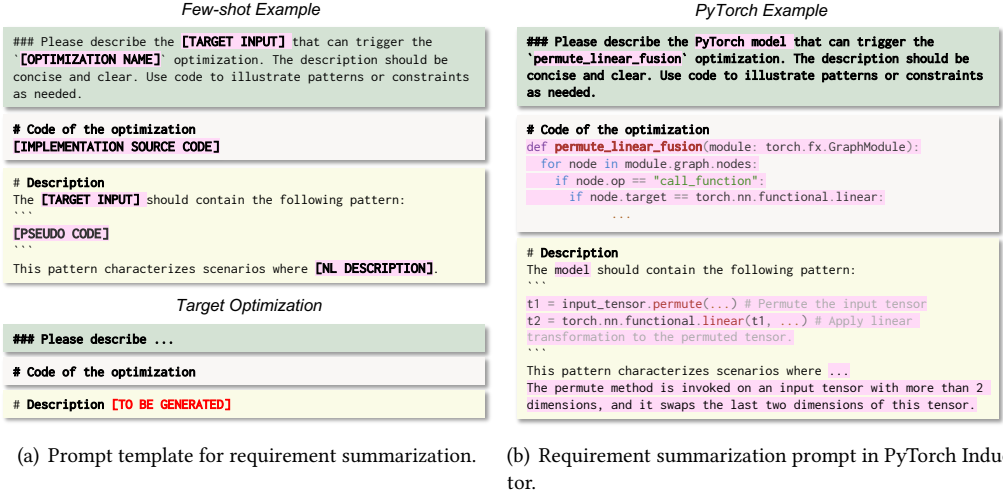 Few-shot Example
### Please describe the [TARGET INPUT] that can trigger the
`[OPTIMIZATION NAME]` optimization. The description should be
concise and clear. Use code to illustrate patterns or constraints
as needed.
# Code of the optimization
[IMPLEMENTATION SOURCE CODE]
# Description
The [TARGET INPUT] should contain the following pattern:
```
[PSEUDO CODE]
```
This pattern characterizes scenarios where [NL DESCRIPTION].
Target Optimization
### Please describe ...
# Code of the optimization
# Description [TO BE GENERATED]
(a) Prompt template for requirement summarization.
PyTorch Example
### Please describe the PyTorch model that can trigger the
`permute_linear_fusion` optimization. The description should be
concise and clear. Use code to illustrate patterns or constraints
as needed.
# Code of the optimization
def permute_linear_fusion(module: torch.fx.GraphModule):
for node in module.graph.nodes:
if node.op == "call_function":
if node.target == torch.nn.functional.linear:
...
# Description
The model should contain the following pattern:
```
t1 = input_tensor.permute(...) # Permute the input tensor
t2 = torch.nn.functional.linear(t1, ...) # Apply linear
transformation to the permuted tensor.
```
This pattern characterizes scenarios where ...
The permute method is invoked on an input tensor with more than 2
dimensions, and it swaps the last two dimensions of this tensor.
(b) Requirement summarization prompt in PyTorch Induc
tor.